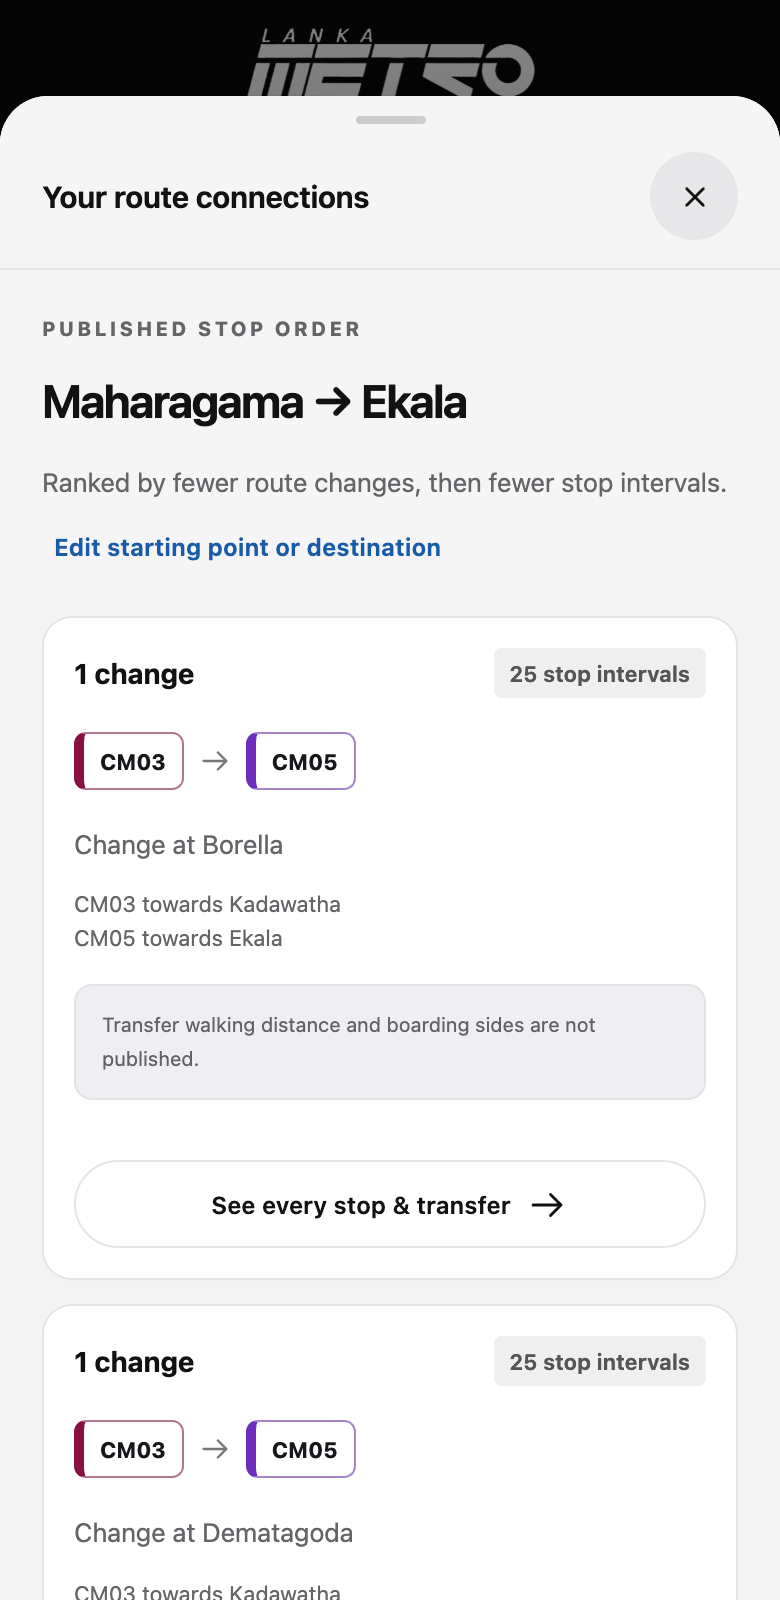 LANKA
METRO
Your route connections
PUBLISHED STOP ORDER
Maharagama → Ekala
Ranked by fewer route changes, then fewer stop intervals.
Edit starting point or destination
1 change
25 stop intervals
CM03 → CM05
Change at Borella
CM03 towards Kadawatha
CM05 towards Ekala
Transfer walking distance and boarding sides are not
published.
See every stop & transfer →
1 change
25 stop intervals
CM03 → CM05
Change at Dematagoda
CM03 towards Kadawatha